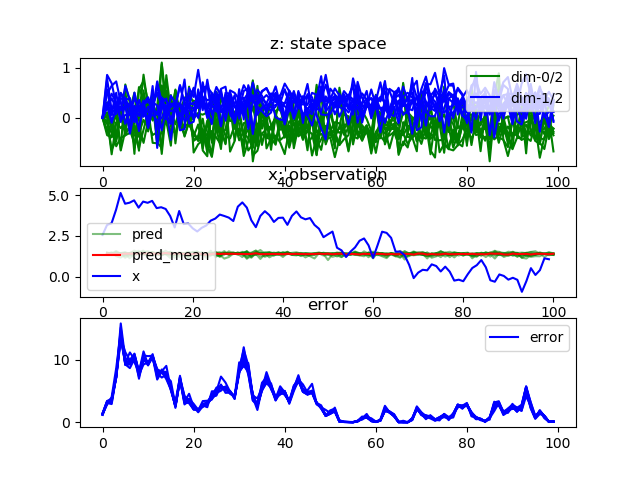 z: state space
1
0
dim-0/2
dim-1/2
0 20 40 60 80 100
x: observation
5.0
2.5
0.0
pred
pred_mean
x
0 20 40 60 80 100
error
10
0
error
0 20 40 60 80 100